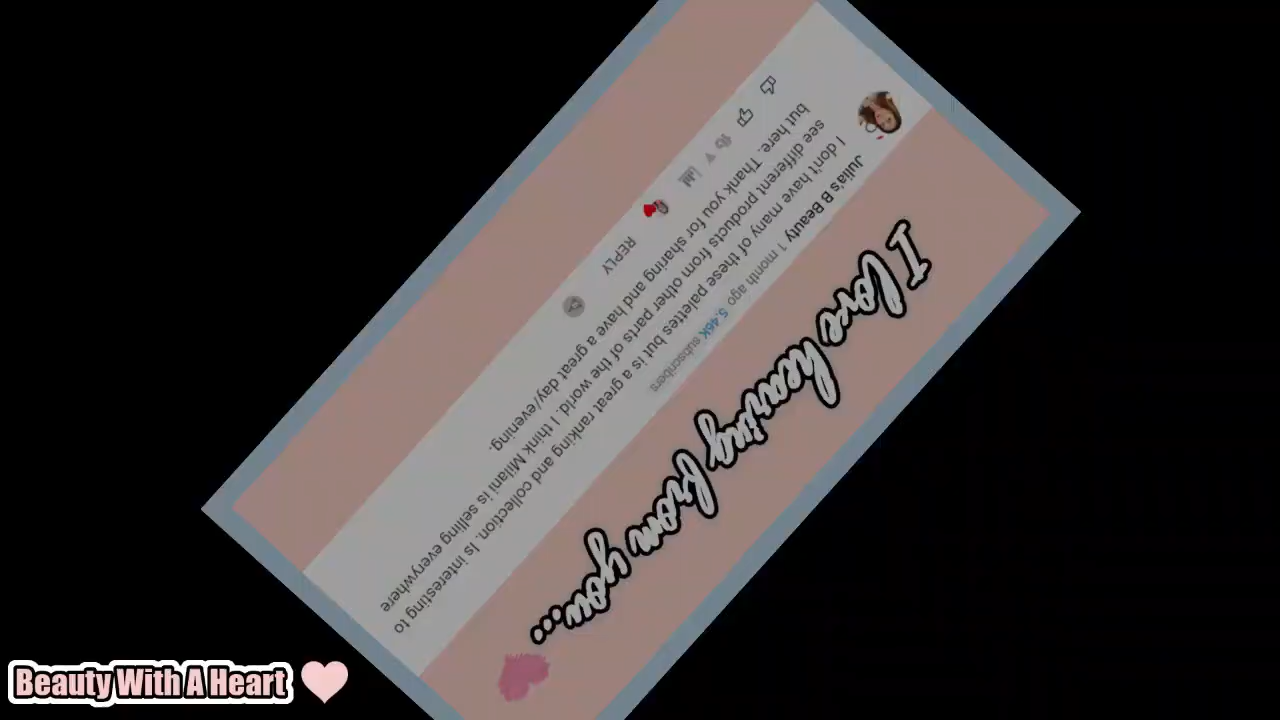 I love hearing from you...
Julia's B Beauty 1 month ago 5.46K subscribers
I don't have many of these palettes but is a great ranking and collection. Is interesting to
see different products from other parts of the world. I think Milani is selling everywhere
but here. Thank you for sharing and have a great day/evening.
REPLY
Beauty With A Heart